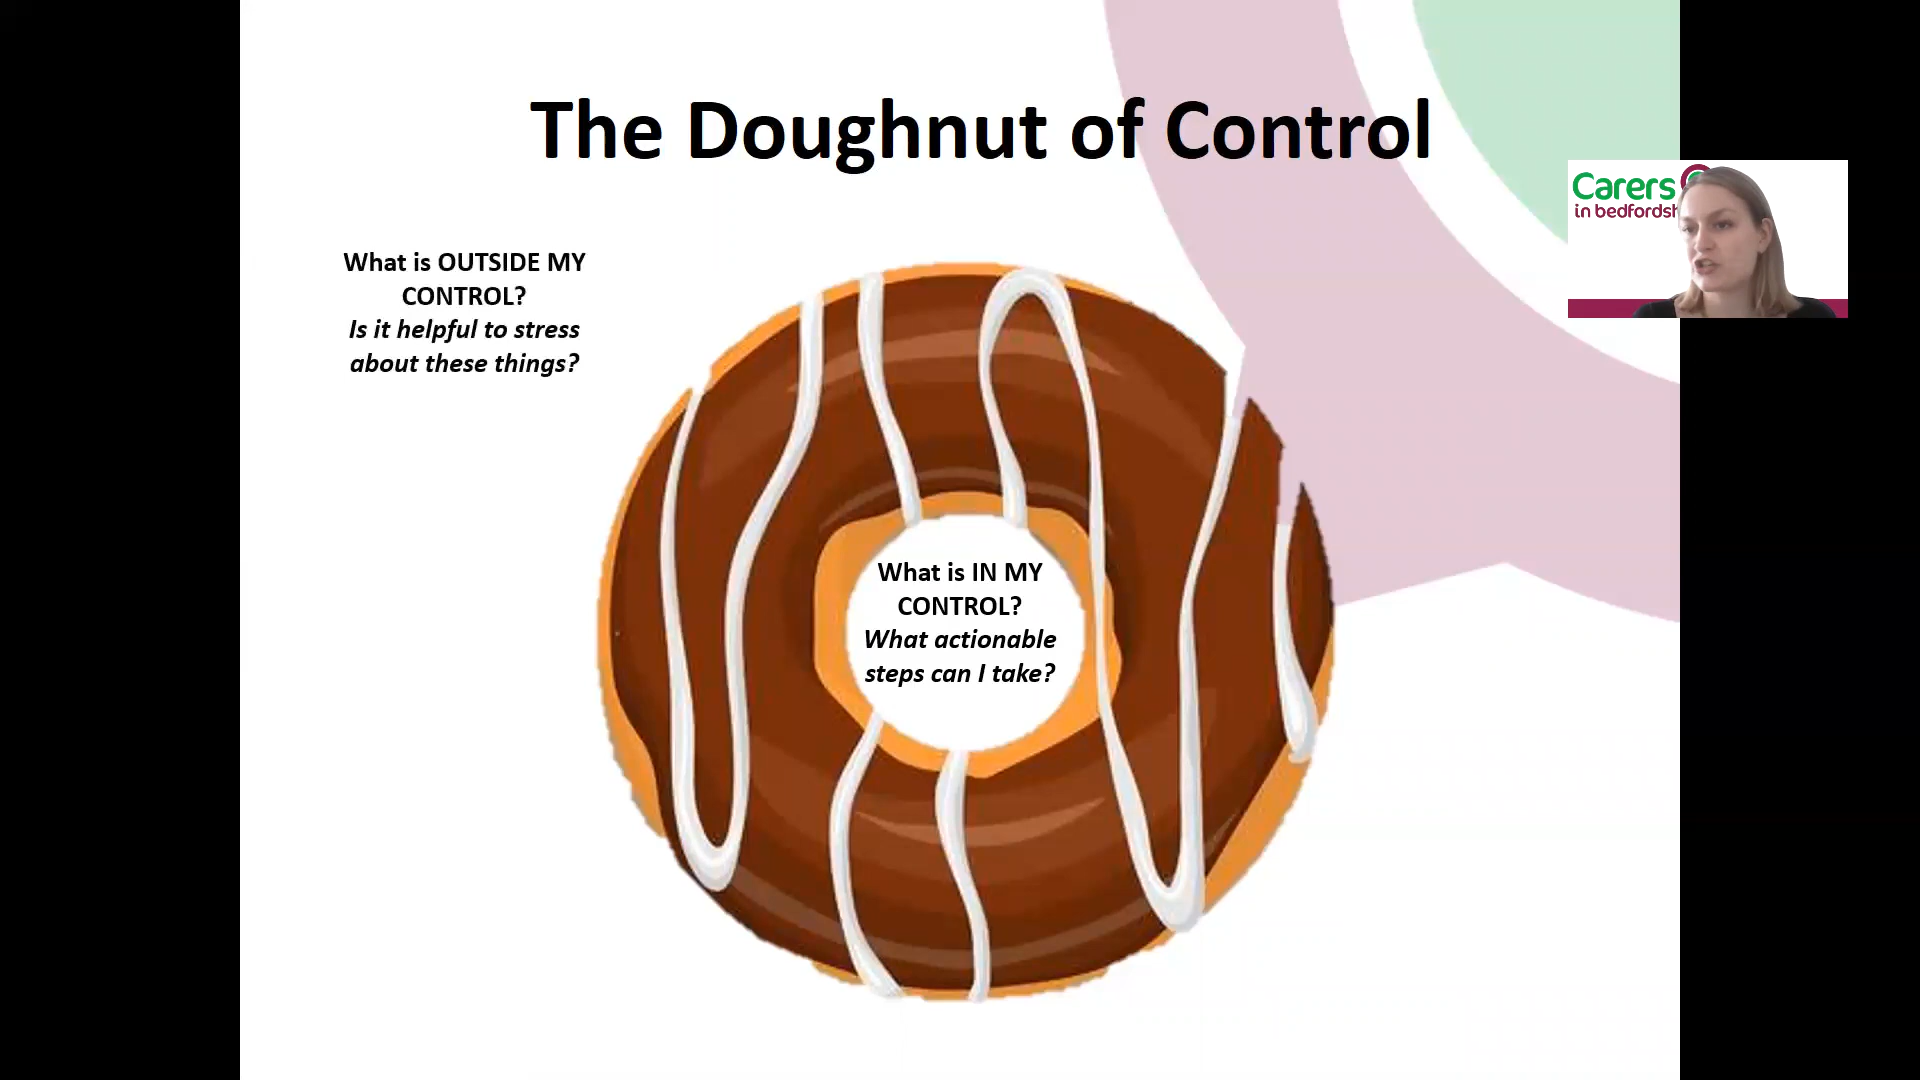 The Doughnut of Control
What is OUTSIDE MY
CONTROL?
Is it helpful to stress
about these things?
Carers
in bedfordsh
What is IN MY
CONTROL?
What actionable
steps can I take?